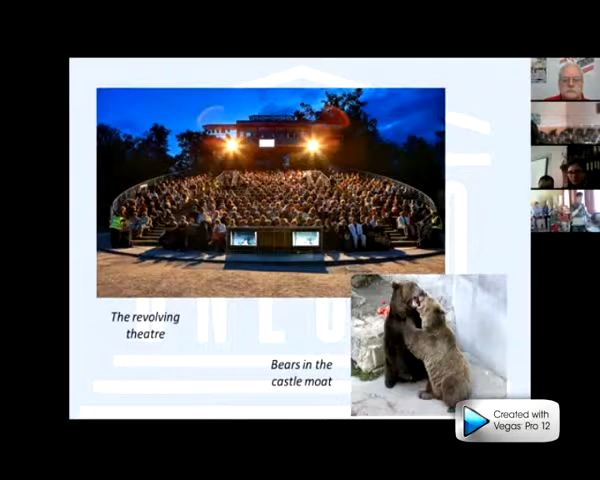 The revolving
theatre
Bears in the
castle moat
Created with
Vegas Pro 12